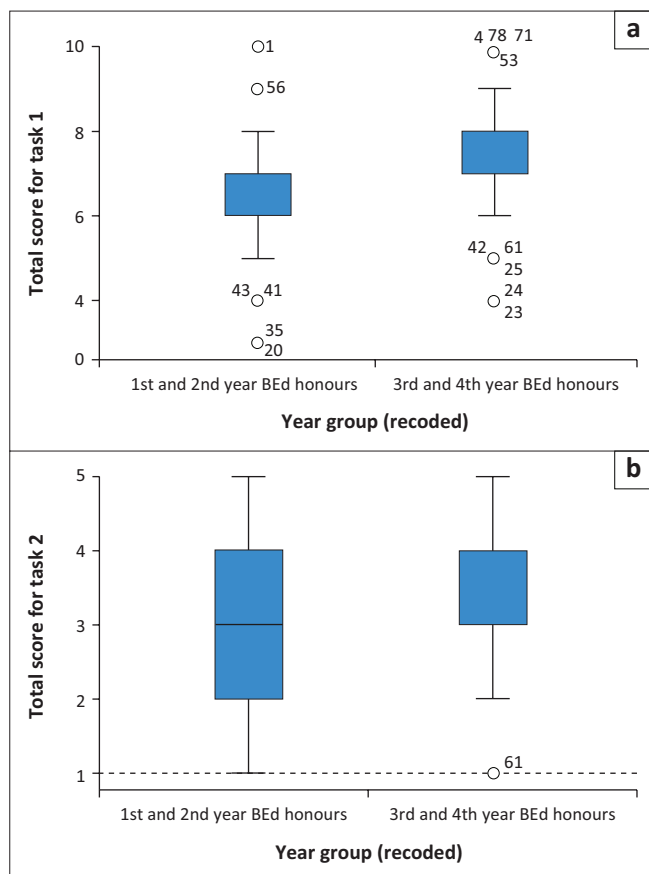 a
10
8
6
4
0
Total score for task 1
1
56
43 41
35
20
4 78 71
53
42 61
25
24
23
1st and 2nd year BEd honours
3rd and 4th year BEd honours
Year group (recoded)
b
5
4
3
2
1
Total score for task 2
61
1st and 2nd year BEd honours
3rd and 4th year BEd honours
Year group (recoded)